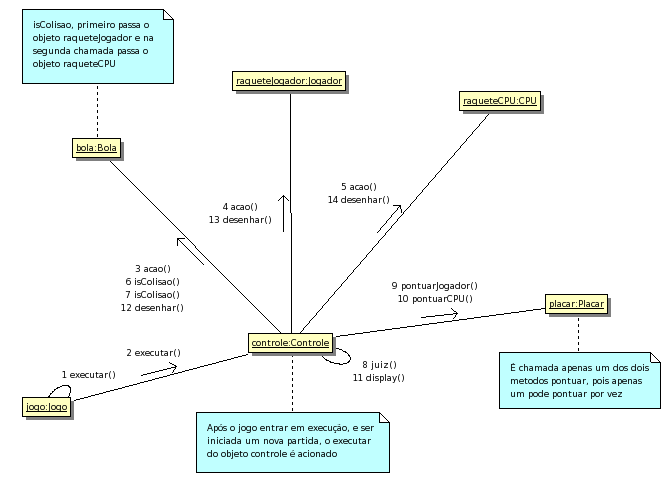 isColisao, primeiro passa o
objeto raqueteJogador e na
segunda chamada passa o
objeto raqueteCPU
raqueteJogador:Jogador
raqueteCPU:CPU
bola:Bola
5 acao()
14 desenhar()
4 acao()
13 desenhar()
3 acao()
6 isColisao()
7 isColisao()
12 desenhar()
9 pontuarJogador()
10 pontuarCPU()
placar:Placar
controle:Controle
2 executar()
8 juiz()
11 display()
1 executar()
jogo:Jogo
É chamada apenas um dos dois
metodos pontuar, pois apenas
um pode pontuar por vez
Após o jogo entrar em execução, e ser
iniciada um nova partida, o executar
do objeto controle é acionado